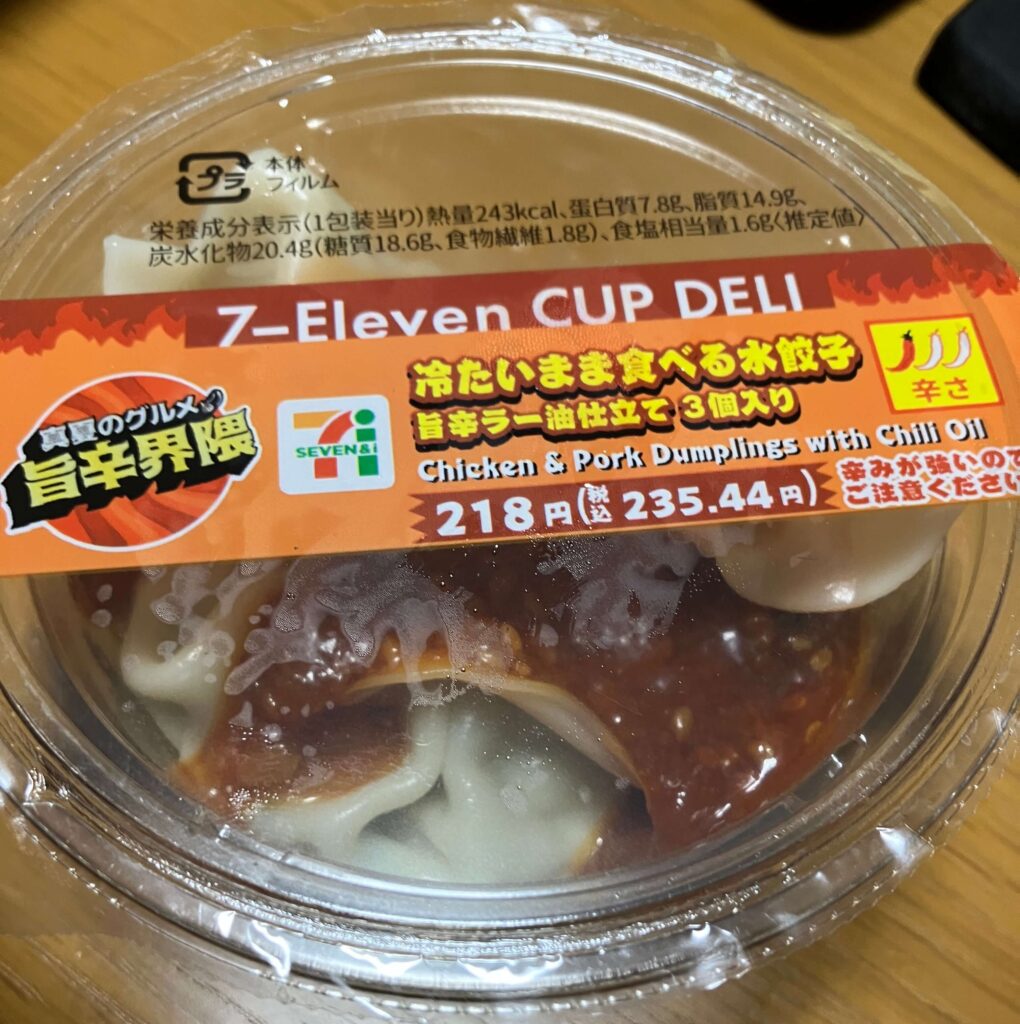 プラ
本体
フィルム
栄養成分表示(1包装当り)熱量243kcal、蛋白質7.8g、脂質14.9g、
炭水化物20.4g(糖質18.6g、食物繊維1.8g)、食塩相当量1.6g〈推定値〉
7-Eleven CUP DELI
真夏のグルメ
旨辛界隈
SEVEN&i
冷たいまま食べる水餃子
旨辛ラー油仕立て 3個入り
Chicken & Pork Dumplings with Chili Oil
218円(税込 235.44円)
辛さ
辛みが強いので
ご注意ください